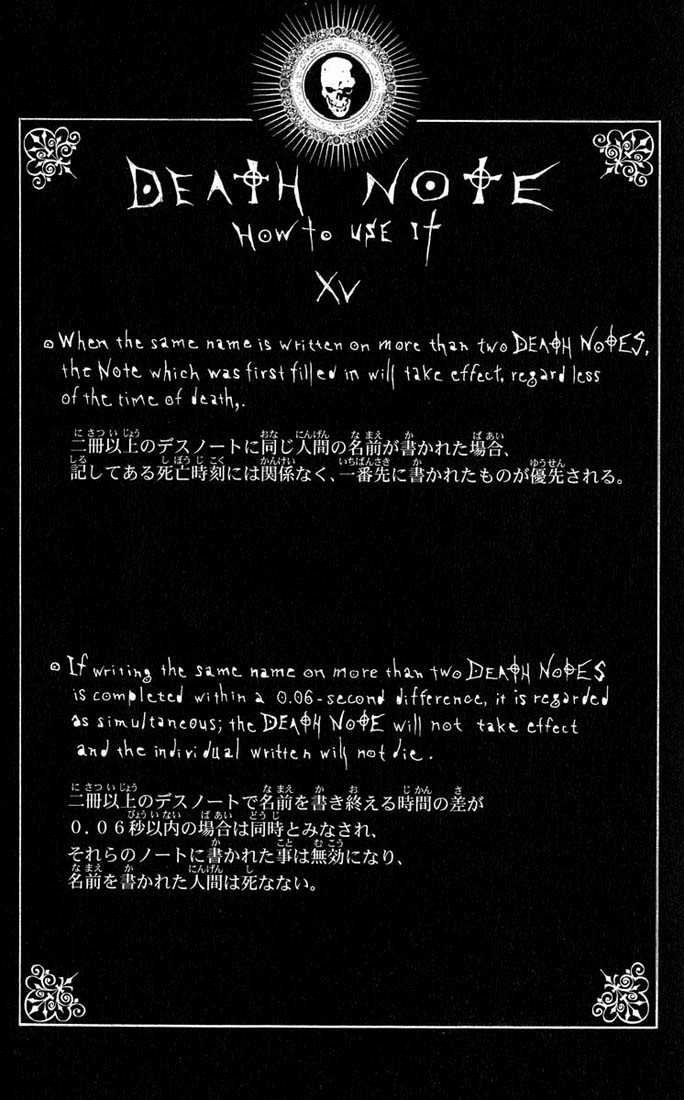 DEATH NOTE
HOW to USE IT
XV
When the same name is written on more than two DEATH NOTES,
the Note which was first filled in will take effect, regardless
of the time of death,.
二冊以上のデスノートに同じ人間の名前が書かれた場合、
記してある死亡時刻には関係なく、一番先に書かれたものが優先される。
If writing the same name on more than two DEATH NOTES
is completed within a 0.06-second difference, it is regarded
as simultaneous; the DEATH NOTE will not take effect
and the individual written will not die.
二冊以上のデスノートで名前を書き終える時間の差が
0.06秒以内の場合は同時とみなされ、
それらのノートに書かれた事は無効になり、
名前を書かれた人間は死なない。